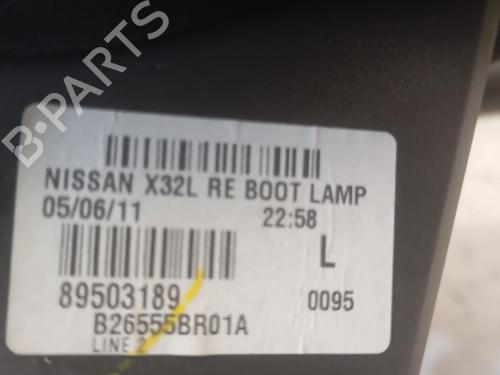 B-PARTS
NISSAN X32L RE BOOT LAMP
05/06/11 22:58
L
89503189 0095
B26555BR01A
LINE 2